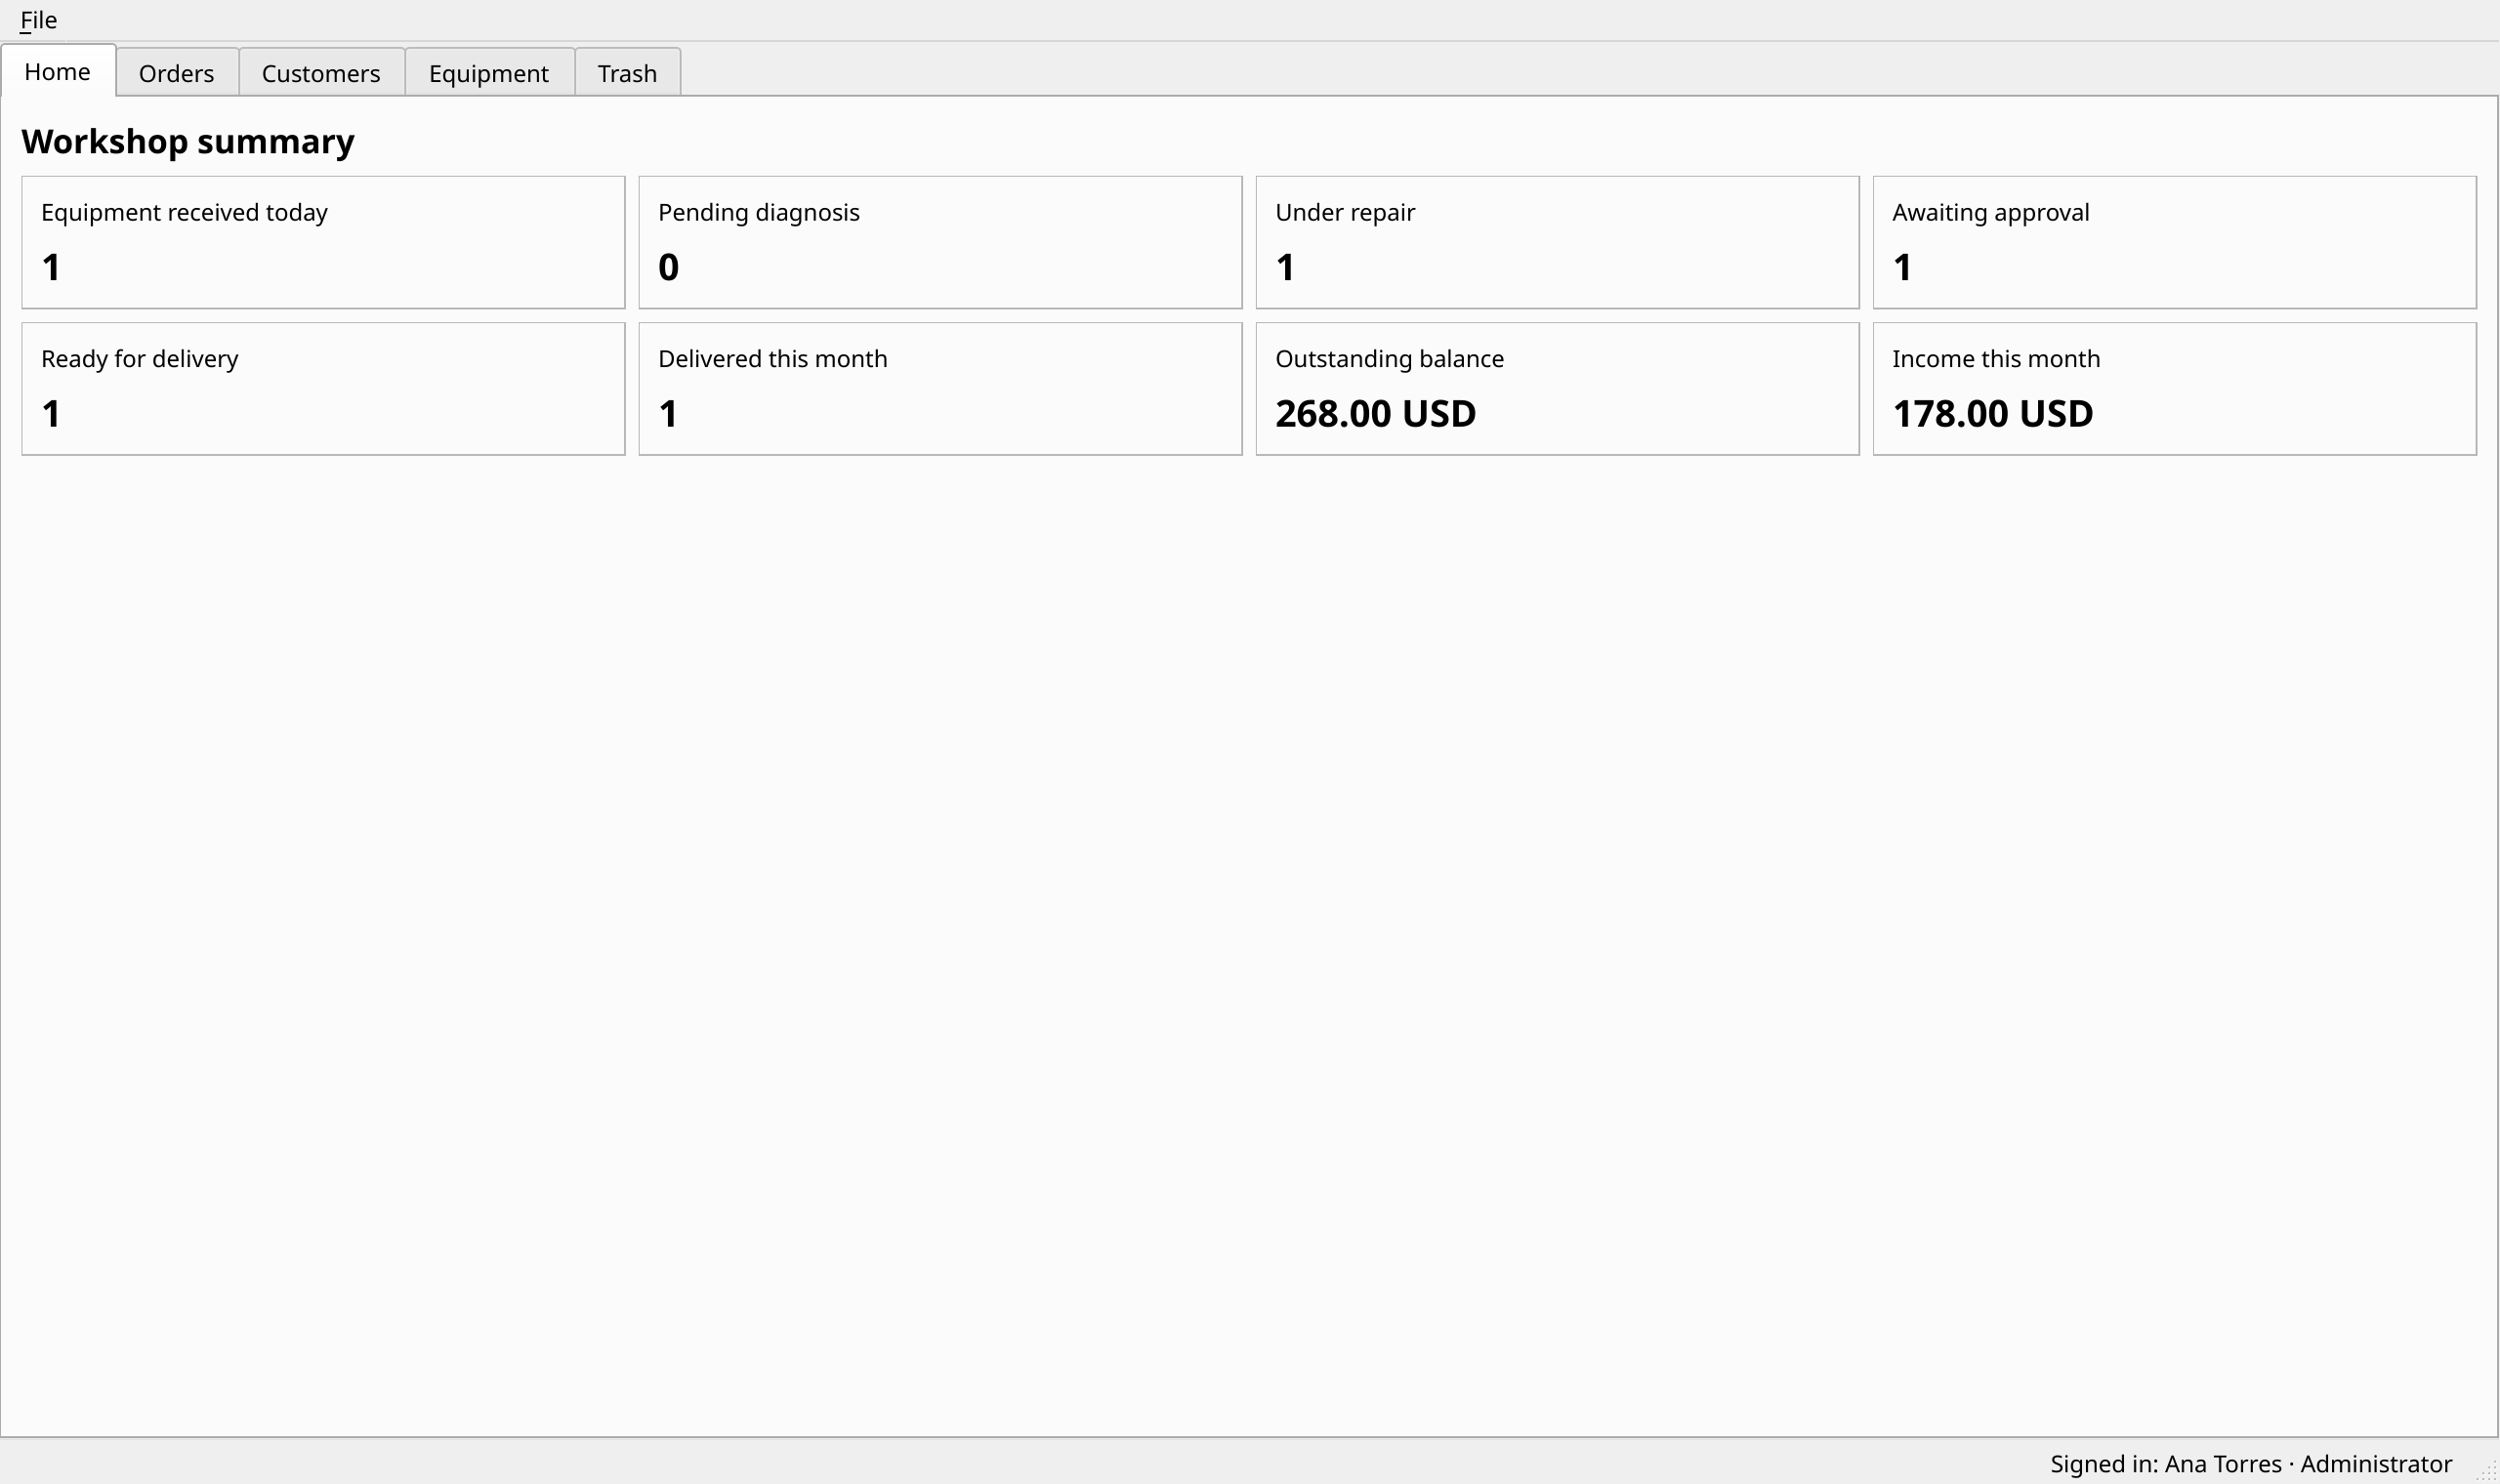 File
Home Orders Customers Equipment Trash
Workshop summary
Equipment received today Pending diagnosis Under repair Awaiting approval
1 0 1 1
Ready for delivery Delivered this month Outstanding balance Income this month
1 1 268.00 USD 178.00 USD
Signed in: Ana Torres · Administrator